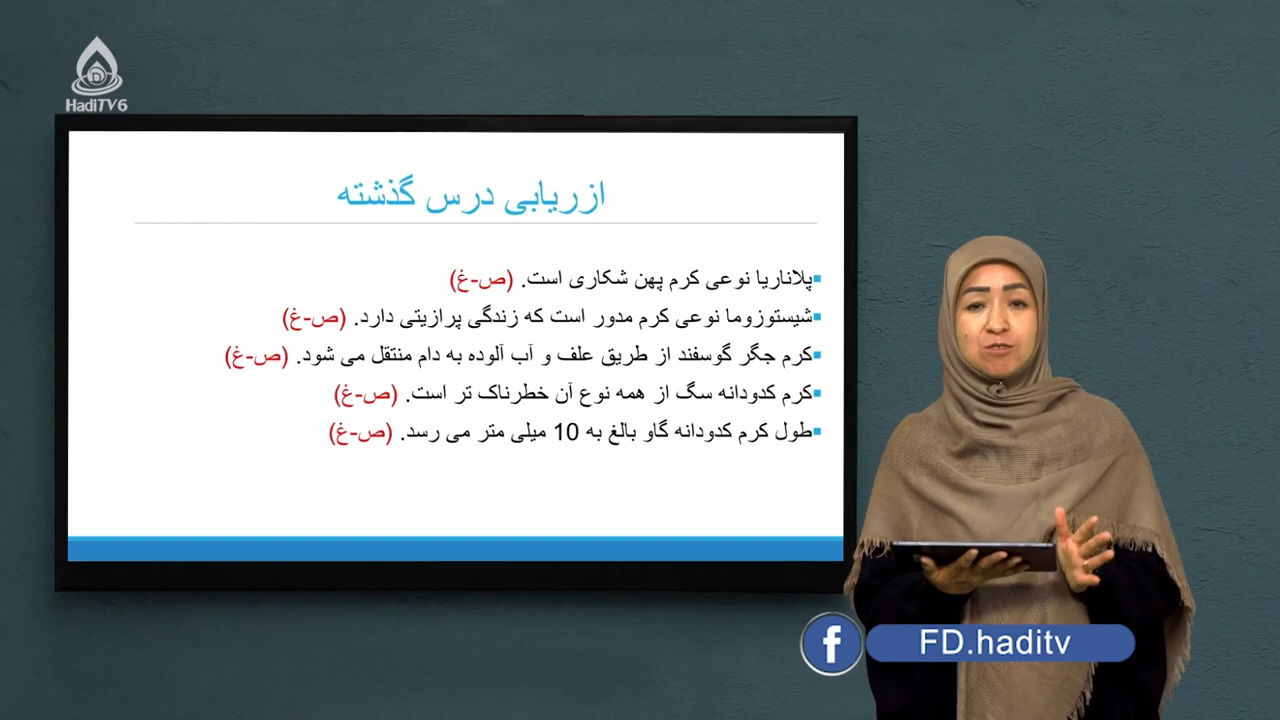 HadiTV6
ازریابی درس گذشته
پلاناریا نوعی کرم پهن شکاری است. (ص-غ)
شیستوزوما نوعی کرم مدور است که زندگی پرازیتی دارد. (ص-غ)
کرم جگر گوسفند از طریق علف و آب آلوده به دام منتقل می شود. (ص-غ)
کرم کدودانه سگ از همه نوع آن خطرناک تر است. (ص-غ)
طول کرم کدودانه گاو بالغ به 10 میلی متر می رسد. (ص-غ)
f FD.haditv